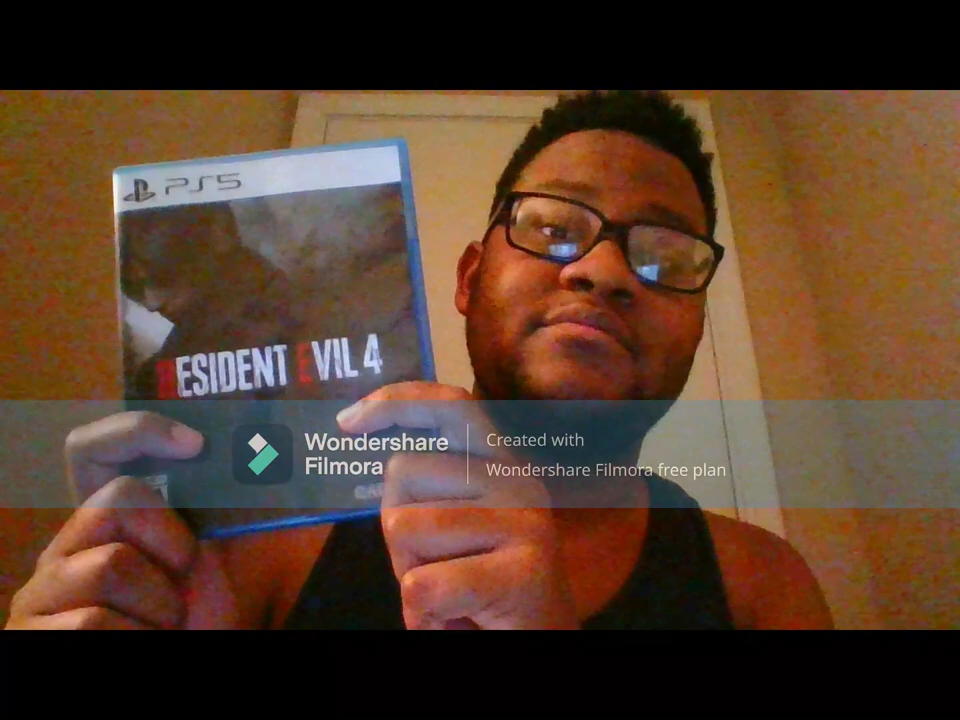 PS5
RESIDENT EVIL 4
Wondershare
Filmora
Created with
Wondershare Filmora free plan